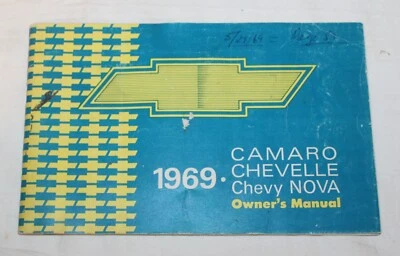 CAMARO
1969 · CHEVELLE
Chevy NOVA
Owner's Manual